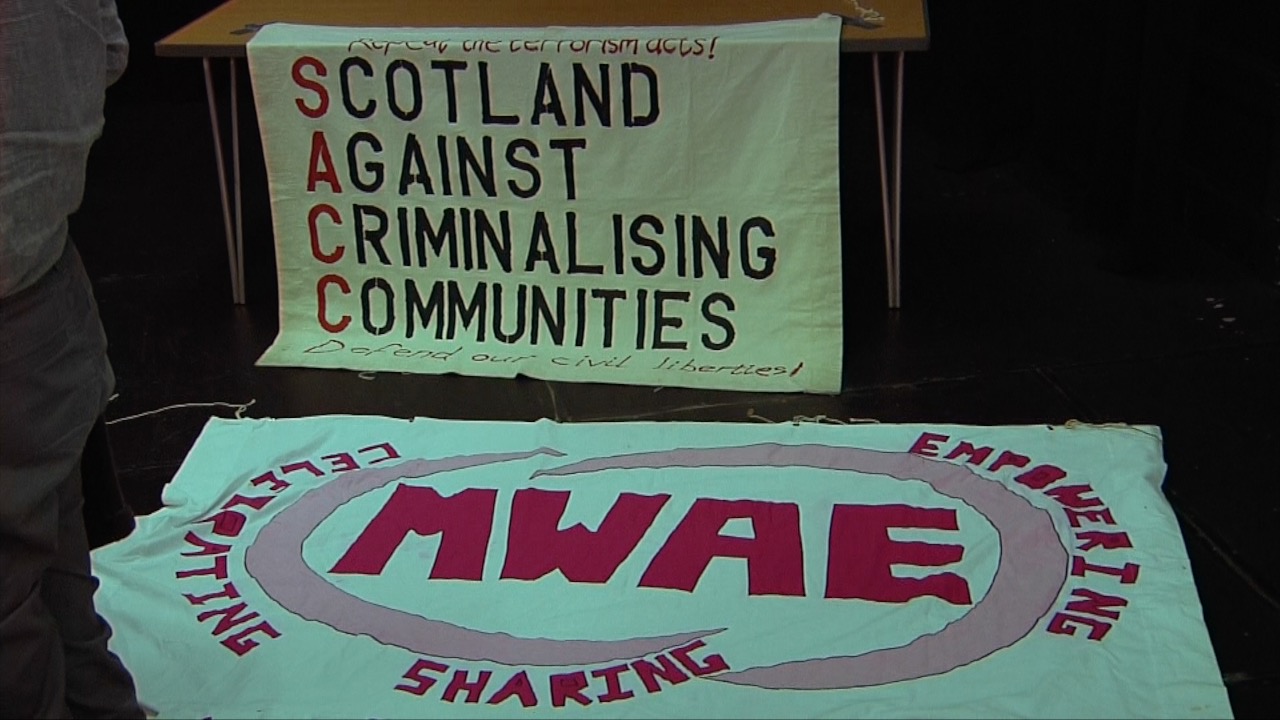 Repeal the terrorism acts!
SCOTLAND
AGAINST
CRIMINALISING
COMMUNITIES
Defend our civil liberties!
CELEBRATING
MWAE
EMPOWERING
SHARING